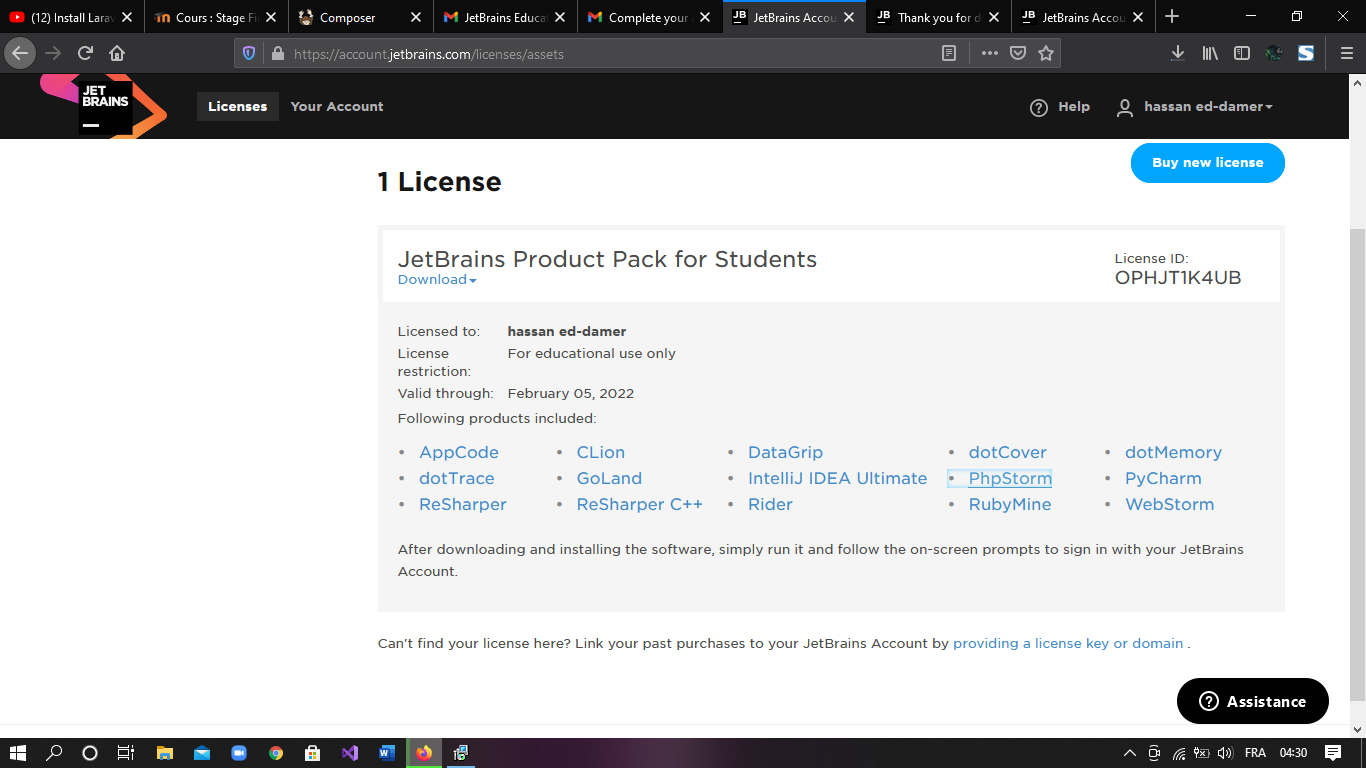 (12) Install Larav
Cours : Stage Fi
Composer
JetBrains Educa
Complete your
JetBrains Accou
Thank you for d
JetBrains Accou
https://account.jetbrains.com/licenses/assets
JET
BRAINS
Licenses
Your Account
Help
hassan ed-damer
1 License
Buy new license
JetBrains Product Pack for Students
Download
License ID:
OPHJT1K4UB
Licensed to: hassan ed-damer
License restriction: For educational use only
Valid through: February 05, 2022
Following products included:
• AppCode • CLion • DataGrip • dotCover • dotMemory
• dotTrace • GoLand • IntelliJ IDEA Ultimate • PhpStorm • PyCharm
• ReSharper • ReSharper C++ • Rider • RubyMine • WebStorm
After downloading and installing the software, simply run it and follow the on-screen prompts to sign in with your JetBrains
Account.
Can't find your license here? Link your past purchases to your JetBrains Account by providing a license key or domain .
Assistance
FRA
04:30